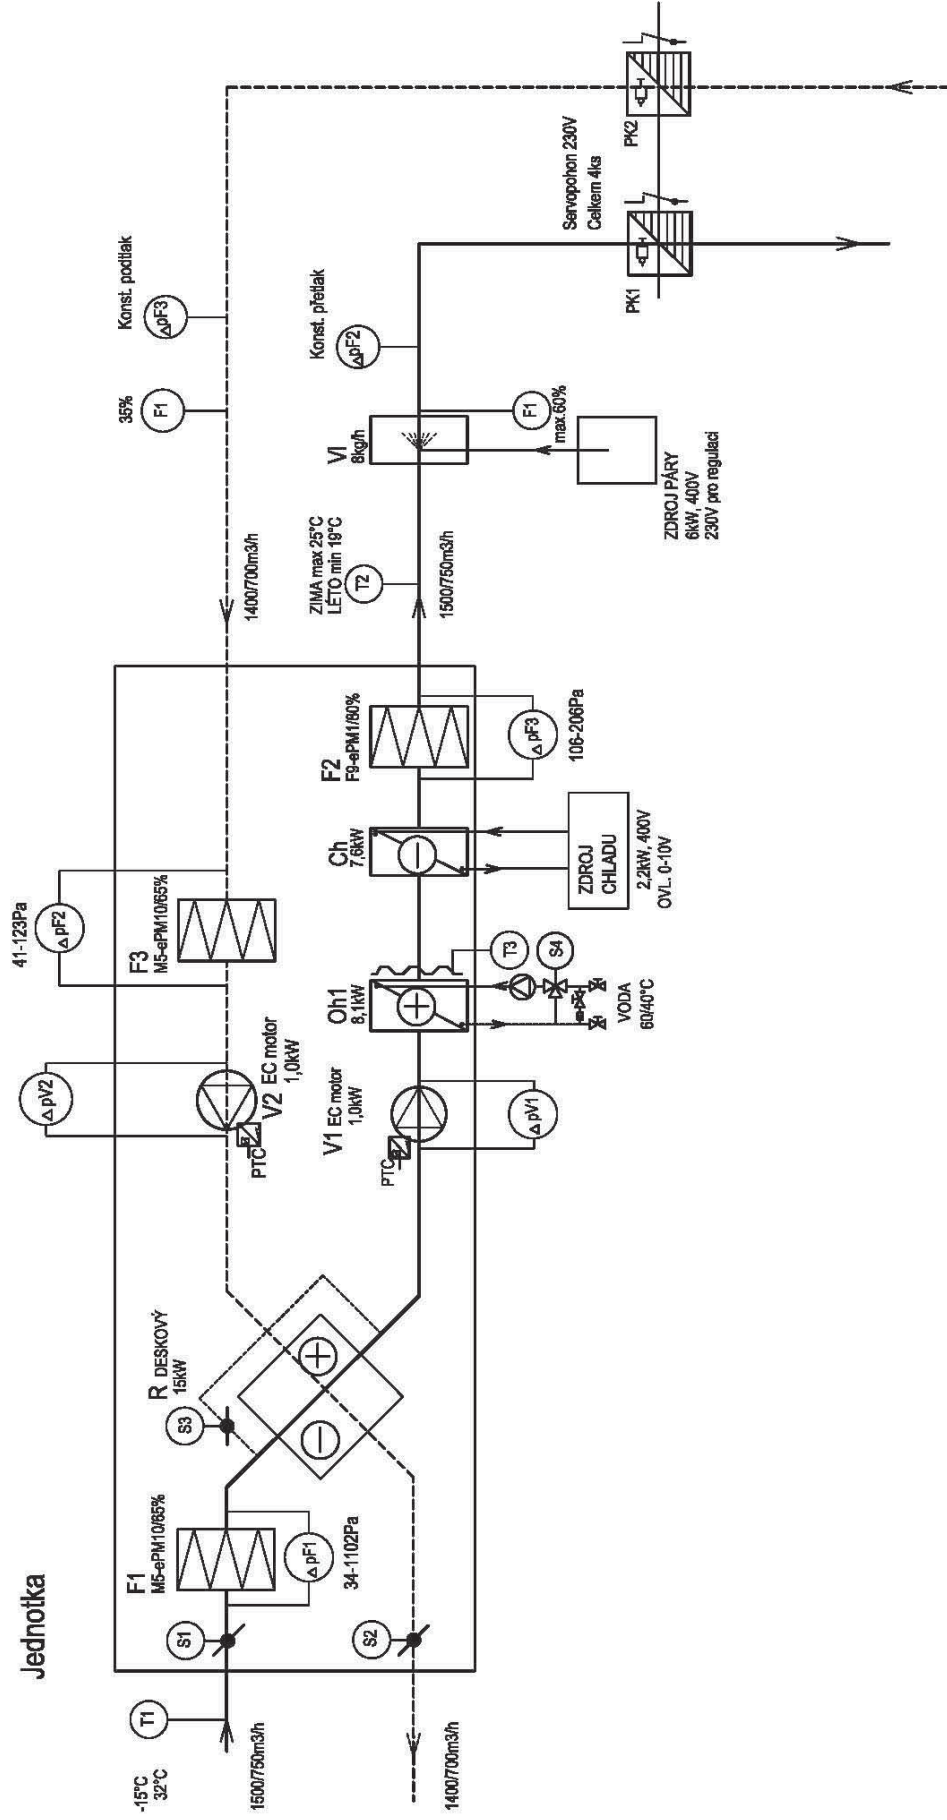 Jednotka
-15°C
32°C
T1
1500/750m3/h
1400/700m3/h
S1
S2
F1
M5-ePM10/65%
ΔpF1
34-1102Pa
S3
R DESKOVÝ
15kW
ΔpV2
PTC
V2 EC motor
1,0kW
V1 EC motor
1,0kW
PTC
ΔpV1
41-123Pa
ΔpF2
F3
M5-ePM10/65%
Oh1
8,1kW
T3
S4
VODA
60/40°C
Ch
7,6kW
ZDROJ
CHLADU
2,2kW, 400V
OVL. 0-10V
F2
F9-ePM1/80%
ΔpF3
106-206Pa
1400/700m3/h
1500/750m3/h
ZIMA max 25°C
LÉTO min 19°C
T2
35%
F1
Konst. podtlak
ΔpF3
VI
8kg/h
F1
max.60%
ZDROJ PÁRY
6kW, 400V
230V pro regulaci
Konst. přetlak
ΔpF2
Servopohon 230V
Celkem 4ks
PK1
PK2